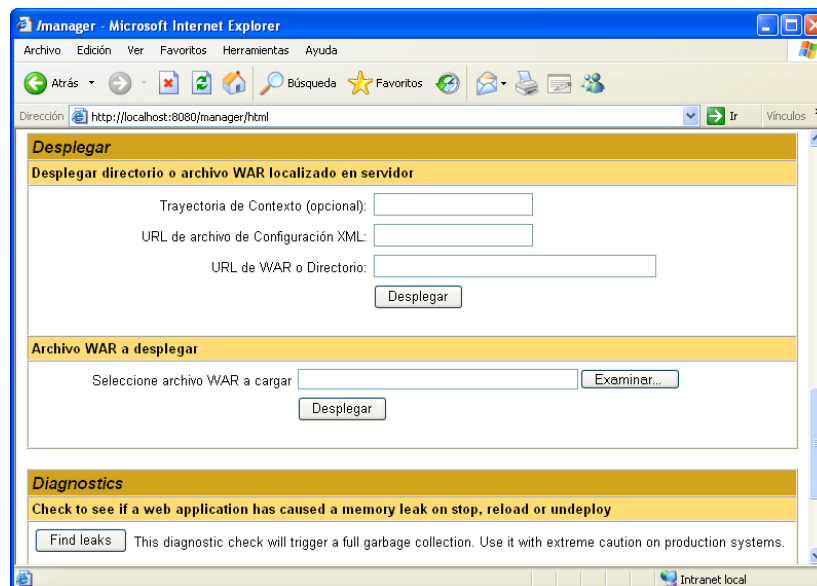 /manager - Microsoft Internet Explorer
Archivo Edición Ver Favoritos Herramientas Ayuda
Atrás Búsqueda Favoritos
Dirección http://localhost:8080/manager/html Ir Vínculos
Desplegar
Desplegar directorio o archivo WAR localizado en servidor
Trayectoria de Contexto (opcional):
URL de archivo de Configuración XML:
URL de WAR o Directorio:
Desplegar
Archivo WAR a desplegar
Seleccione archivo WAR a cargar Examinar...
Desplegar
Diagnostics
Check to see if a web application has caused a memory leak on stop, reload or undeploy
Find leaks This diagnostic check will trigger a full garbage collection. Use it with extreme caution on production systems.
Intranet local